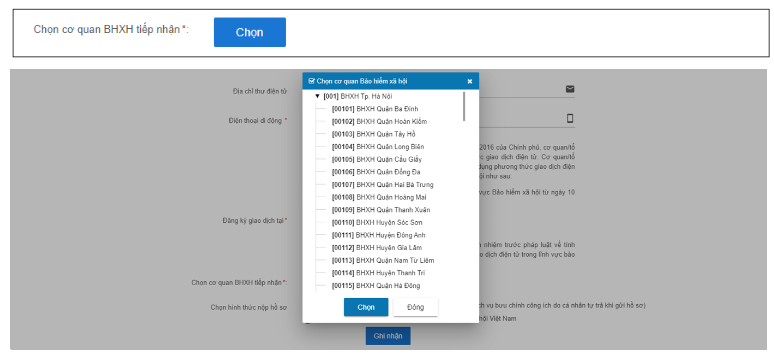 Chọn cơ quan BHXH tiếp nhận *:
Chọn
Chọn cơ quan Bảo hiểm xã hội
Địa chỉ thư điện tử
[001] BHXH Tp. Hà Nội
[00101] BHXH Quận Ba Đình
Điện thoại di động *
[00102] BHXH Quận Hoàn Kiếm
[00103] BHXH Quận Tây Hồ
[00104] BHXH Quận Long Biên
2016 của Chính phủ, cơ quan/tổ
[00105] BHXH Quận Cầu Giấy
c giao dịch điện tử. Cơ quan/tổ
[00106] BHXH Quận Đống Đa
dụng phương thức giao dịch điện
ội như sau:
[00107] BHXH Quận Hai Bà Trưng
vực Bảo hiểm xã hội từ ngày 10
[00108] BHXH Quận Hoàng Mai
[00109] BHXH Quận Thanh Xuân
Đăng ký giao dịch tại *
[00110] BHXH Huyện Sóc Sơn
[00111] BHXH Huyện Đông Anh
n nhiệm trước pháp luật về tính
[00112] BHXH Huyện Gia Lâm
o dịch điện tử trong lĩnh vực bảo
[00113] BHXH Quận Nam Từ Liêm
[00114] BHXH Huyện Thanh Trì
Chọn cơ quan BHXH tiếp nhận *:
[00115] BHXH Quận Hà Đông
Chọn hình thức nộp hồ sơ
Chọn
Đóng
ch vụ bưu chính công ích do cá nhân tự trả khi gửi hồ sơ)
hội Việt Nam
Ghi nhận